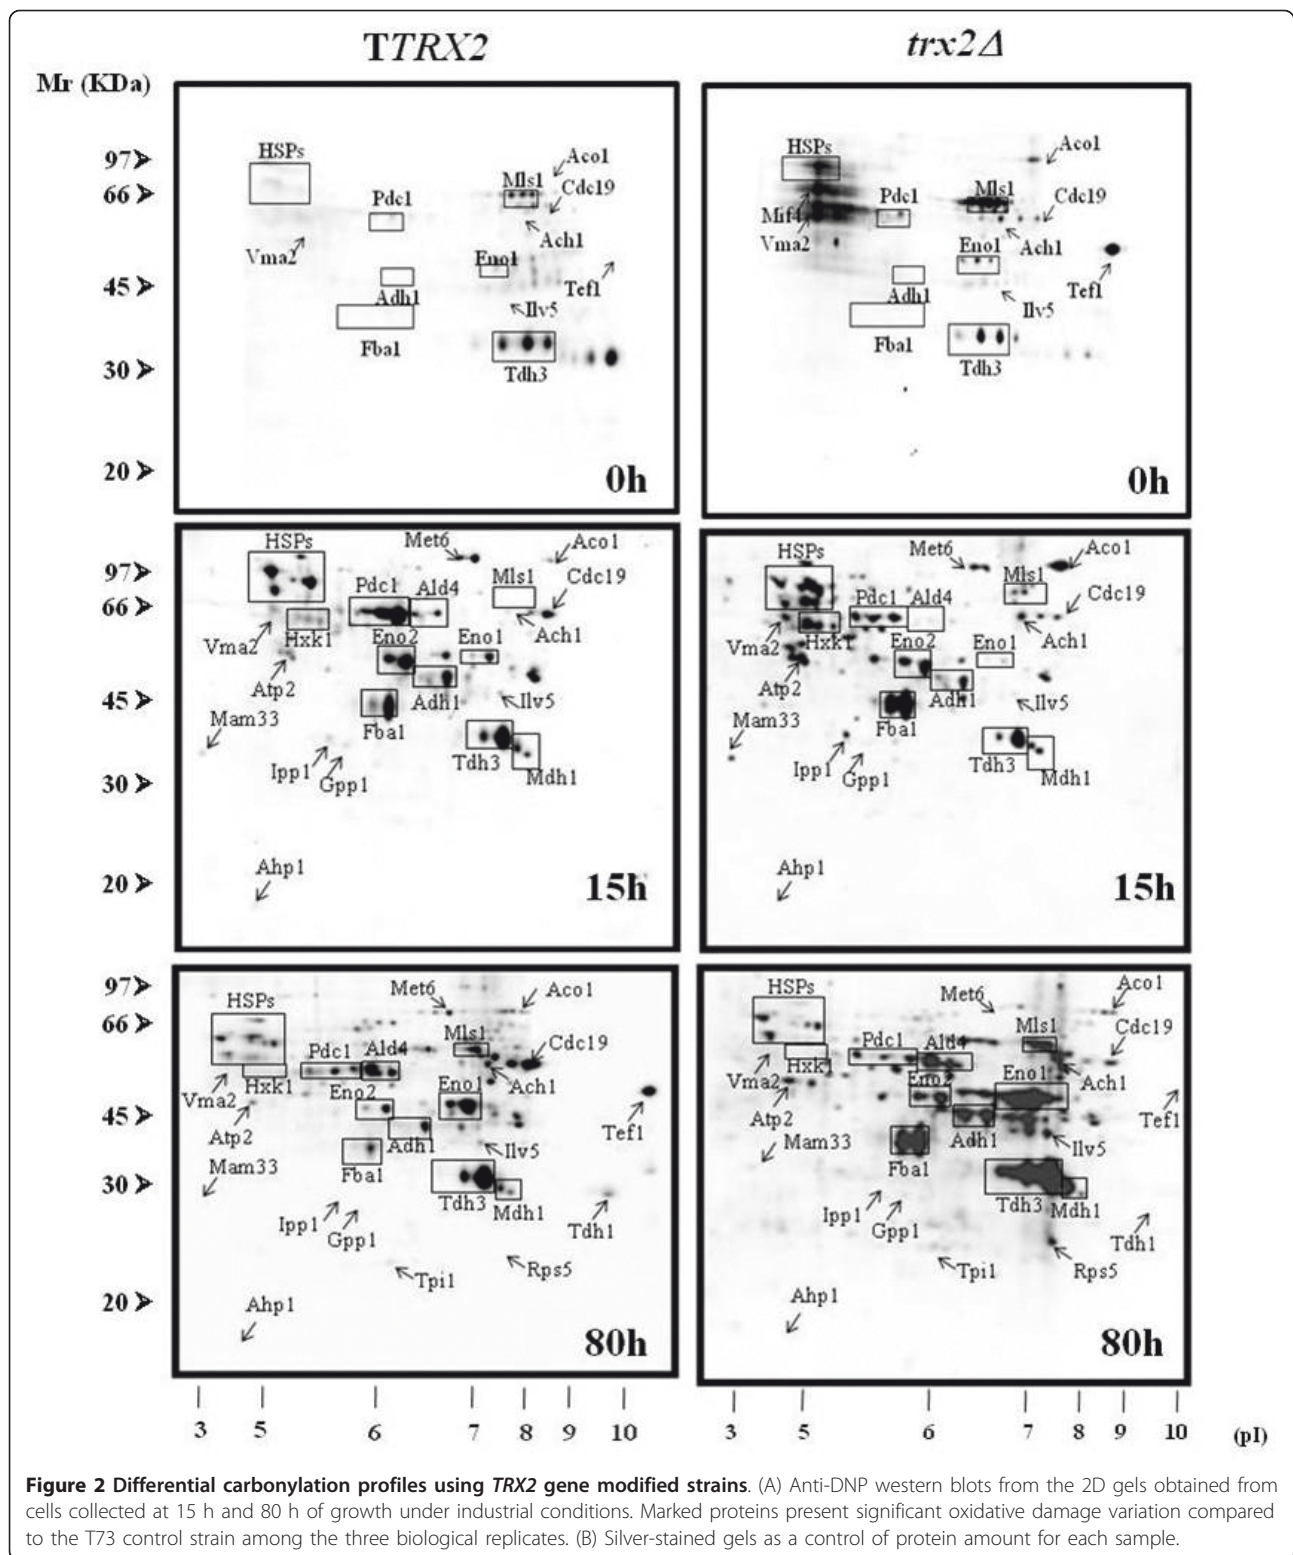 TTRX2
trx2Δ
Mr (KDa)
97
66
45
30
20
HSPs
Aco1
Mls1
Cdc19
Pdc1
Ach1
Vma2
Eno1
Tef1
Adh1
Ilv5
Fba1
Tdh3
0h
HSPs
Aco1
Mls1
Cdc19
Pdc1
Mif4
Vma2
Ach1
Eno1
Tef1
Adh1
Ilv5
Fba1
Tdh3
0h
97
66
45
30
20
HSPs
Met6
Aco1
Cdc19
Pdc1
Ald4
Mls1
Vma2
Hxk1
Eno2
Eno1
Ach1
Atp2
Adh1
Ilv5
Mam33
Fba1
Ipp1
Gpp1
Tdh3
Mdh1
Ahp1
15h
HSPs
Met6
Aco1
Mls1
Cdc19
Pdc1
Ald4
Vma2
Hxk1
Eno2
Eno1
Ach1
Atp2
Adh1
Ilv5
Mam33
Fba1
Ipp1
Gpp1
Tdh3
Mdh1
Ahp1
15h
97
66
45
30
20
HSPs
Met6
Aco1
Mls1
Cdc19
Pdc1
Ald4
Vma2
Hxk1
Eno2
Eno1
Ach1
Atp2
Adh1
Ilv5
Tef1
Mam33
Fba1
Tdh3
Mdh1
Ipp1
Gpp1
Tdh1
Tpi1
Rps5
Ahp1
80h
HSPs
Met6
Aco1
Mls1
Cdc19
Pdc1
Ald4
Vma2
Hxk1
Eno2
Eno1
Ach1
Atp2
Tef1
Mam33
Adh1
Ilv5
Fba1
Tdh3
Mdh1
Ipp1
Gpp1
Tdh1
Tpi1
Rps5
Ahp1
80h
3 5 6 7 8 9 10
3 5 6 7 8 9 10 (pI)
Figure 2 Differential carbonylation profiles using TRX2 gene modified strains. (A) Anti-DNP western blots from the 2D gels obtained from
cells collected at 15 h and 80 h of growth under industrial conditions. Marked proteins present significant oxidative damage variation compared
to the T73 control strain among the three biological replicates. (B) Silver-stained gels as a control of protein amount for each sample.